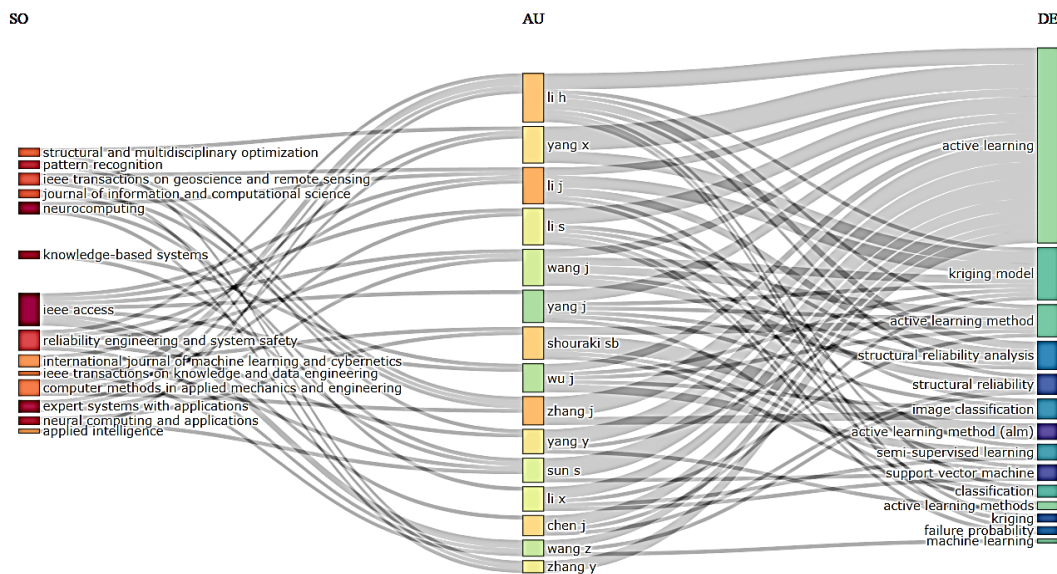 SO
AU
DE
structural and multidisciplinary optimization
pattern recognition
ieee transactions on geoscience and remote sensing
journal of information and computational science
neurocomputing
knowledge-based systems
ieee access
reliability engineering and system safety
international journal of machine learning and cybernetics
ieee transactions on knowledge and data engineering
computer methods in applied mechanics and engineering
expert systems with applications
neural computing and applications
applied intelligence
li h
yang x
li j
li s
wang j
yang j
shouraki sb
wu j
zhang j
yang y
sun s
li x
chen j
wang z
zhang y
active learning
kriging model
active learning method
structural reliability analysis
structural reliability
image classification
active learning method (alm)
semi-supervised learning
support vector machine
classification
active learning methods
kriging
failure probability
machine learning